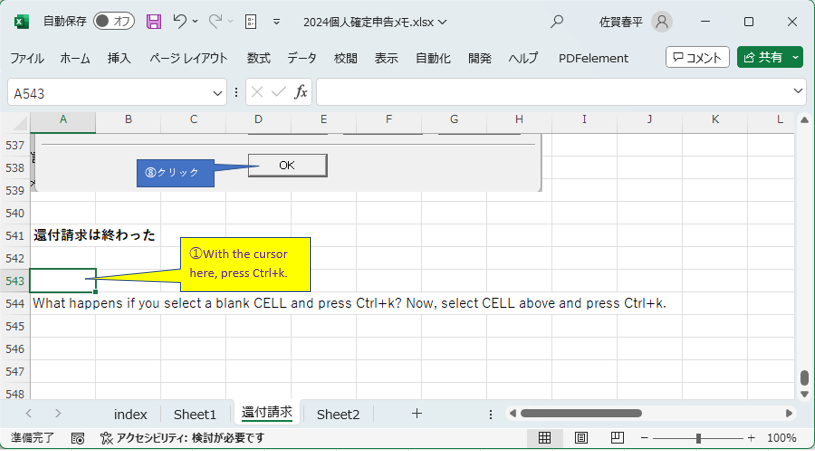 自動保存 オフ 2024個人確定申告メモ.xlsx 佐賀春平
ファイル ホーム 挿入 ページ レイアウト 数式 データ 校閲 表示 自動化 開発 ヘルプ PDFelement コメント 共有
A543 fx
A B C D E F G H I J K L
537
538 ⑧クリック OK
539
540
541 還付請求は終わった
542 ①With the cursor
543 here, press Ctrl+k.
544 What happens if you select a blank CELL and press Ctrl+k? Now, select CELL above and press Ctrl+k.
545
546
547
548
index Sheet1 還付請求 Sheet2
準備完了 アクセシビリティ: 検討が必要です 100%